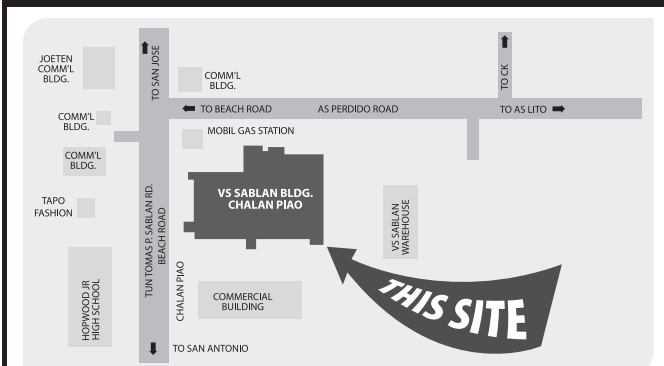 JOETEN
COMM'L
BLDG.
TO SAN JOSE
COMM'L
BLDG.
TO CK
TO BEACH ROAD
AS PERDIDO ROAD
TO AS LITO
COMM'L
BLDG.
MOBIL GAS STATION
COMM'L
BLDG.
VS SABLAN BLDG.
CHALAN PIAO
TAPO
FASHION
TUN TOMAS P. SABLAN RD.
BEACH ROAD
VS SABLAN
WAREHOUSE
HOPWOOD JR
HIGH SCHOOL
CHALAN PIAO
COMMERCIAL
BUILDING
THIS SITE
TO SAN ANTONIO